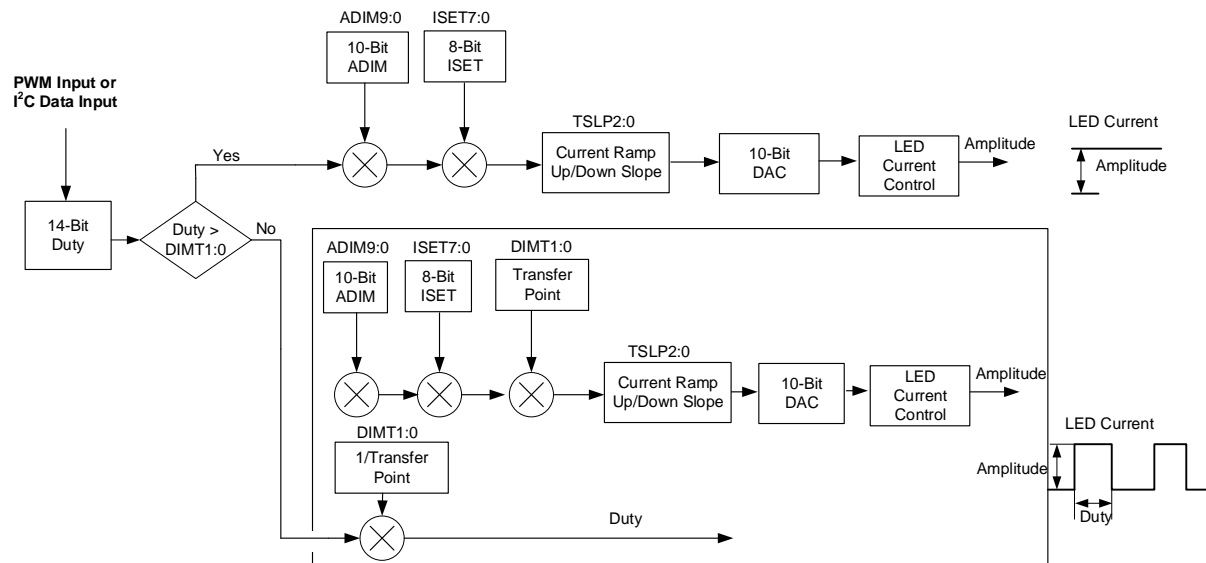 ADIM9:0
ISET7:0
10-Bit
ADIM
8-Bit
ISET
PWM Input or
I²C Data Input
TSLP2:0
Yes
Current Ramp
Up/Down Slope
10-Bit
DAC
LED
Current
Control
Amplitude
LED Current
Amplitude
14-Bit
Duty
Duty >
DIMT1:0
No
ADIM9:0
ISET7:0
DIMT1:0
10-Bit
ADIM
8-Bit
ISET
Transfer
Point
TSLP2:0
Current Ramp
Up/Down Slope
10-Bit
DAC
LED
Current
Control
Amplitude
DIMT1:0
1/Transfer
Point
Duty
LED Current
Amplitude
Duty